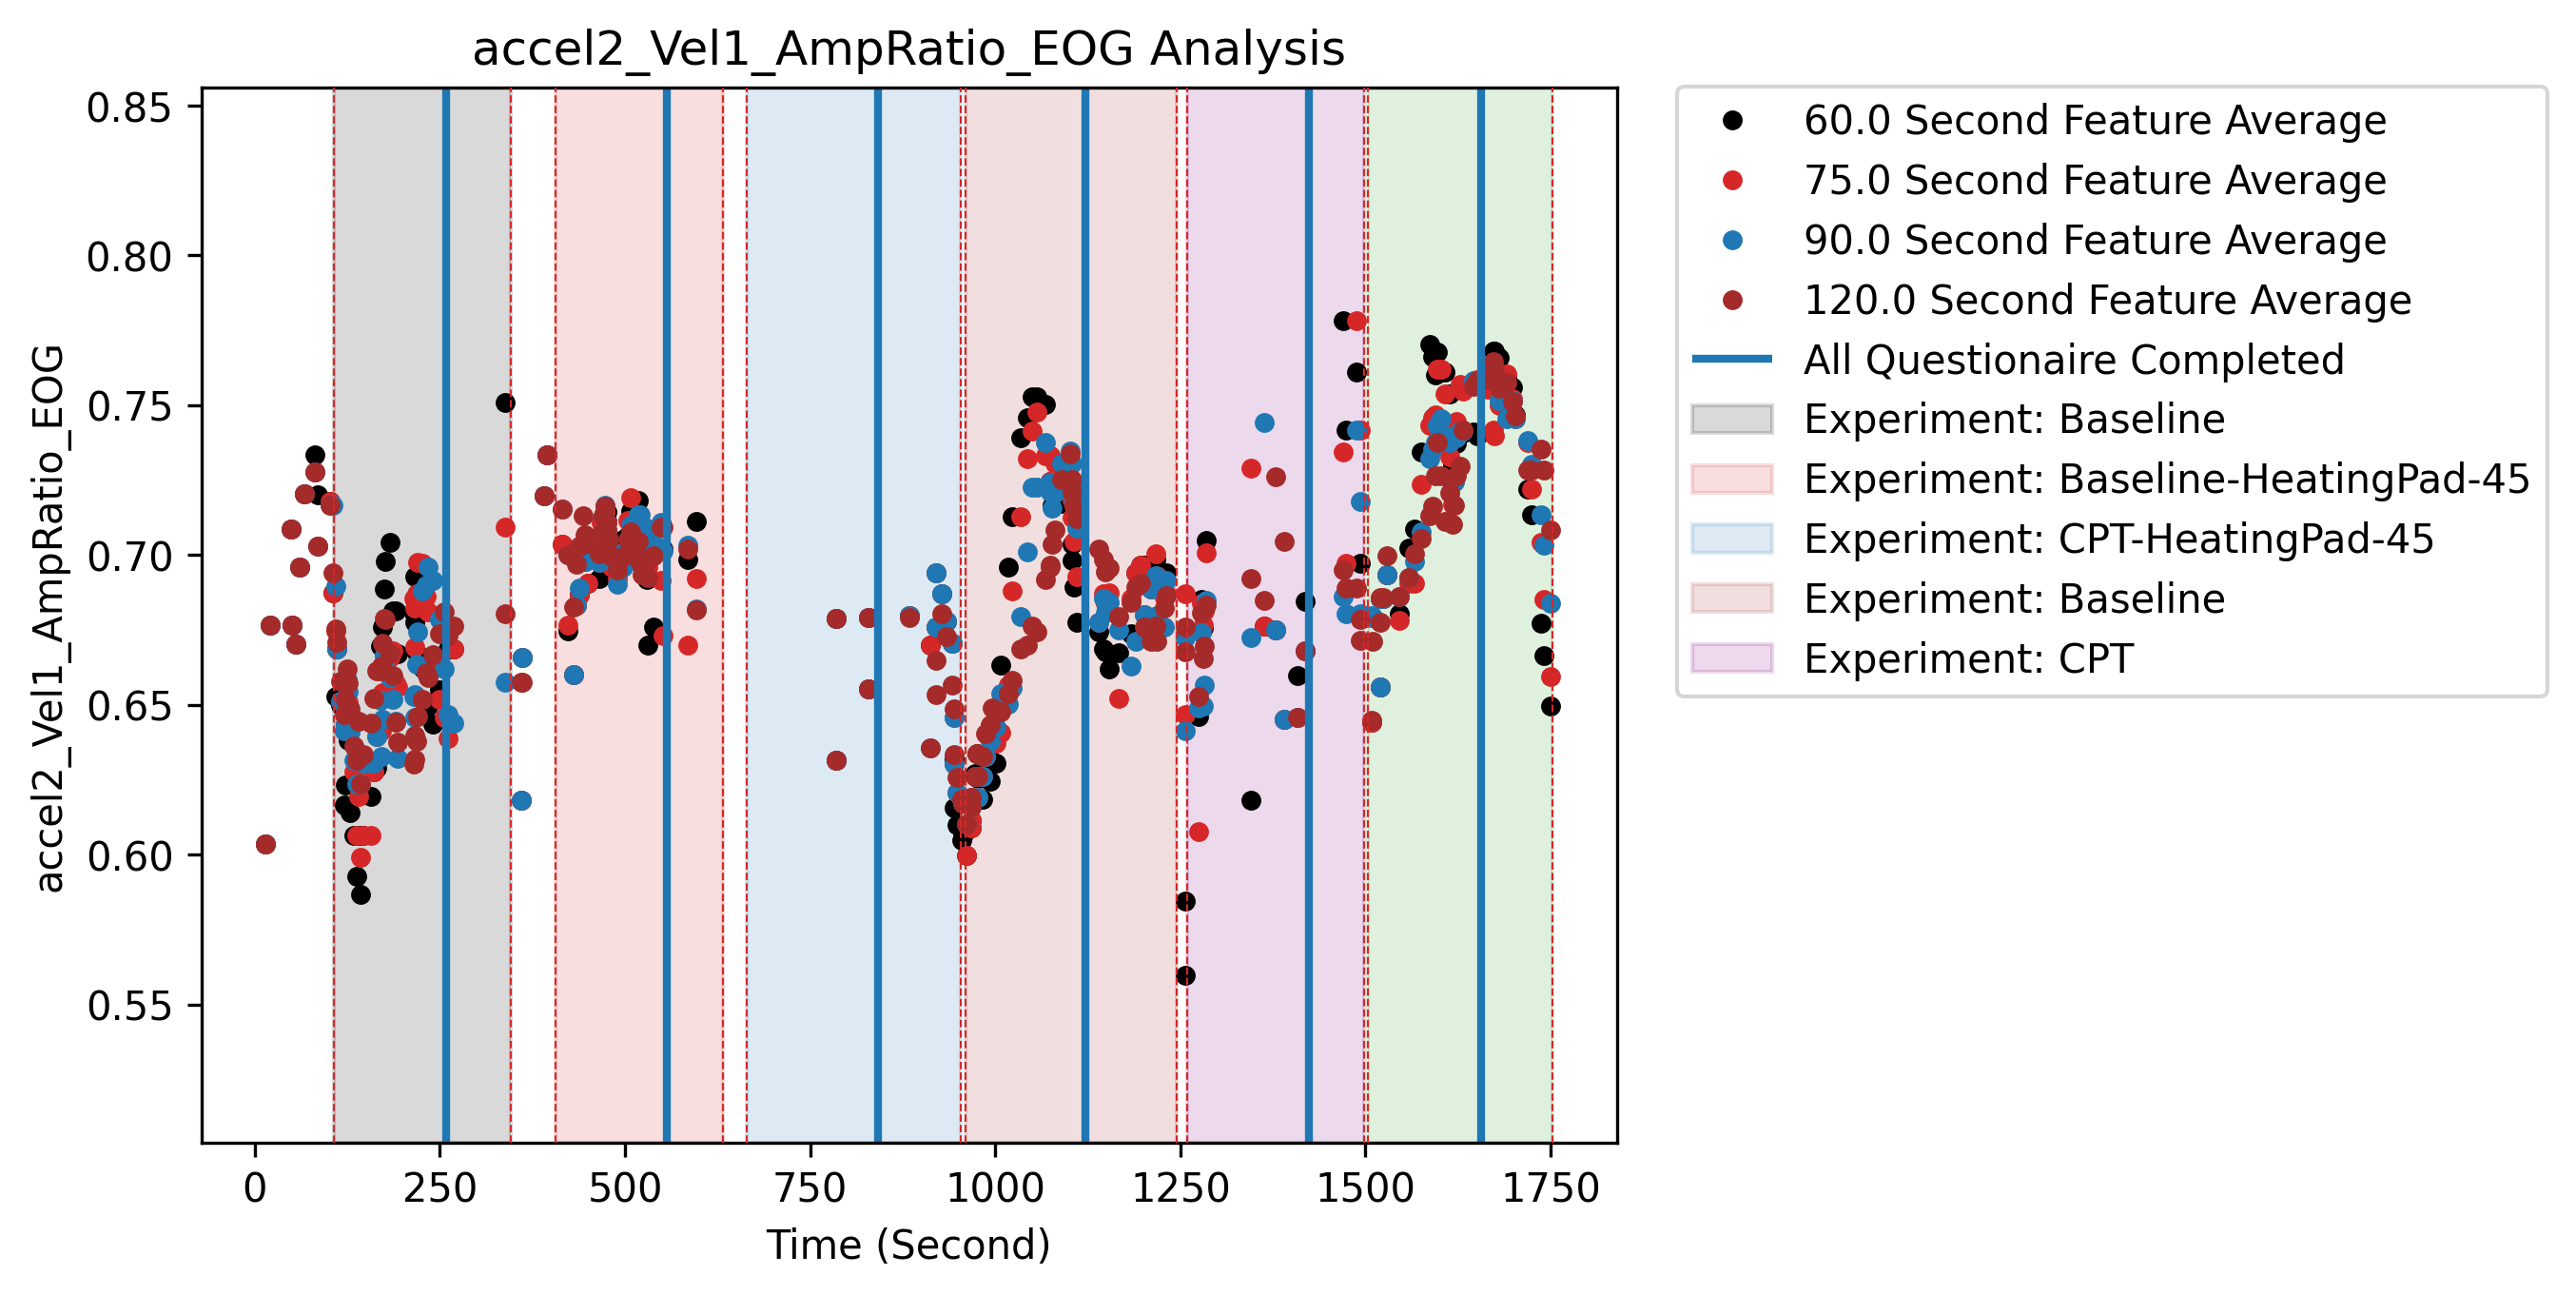 accel2_Vel1_AmpRatio_EOG Analysis
accel2_Vel1_AmpRatio_EOG
0.85
0.80
0.75
0.70
0.65
0.60
0.55
0
250
500
750
1000
1250
1500
1750
Time (Second)
60.0 Second Feature Average
75.0 Second Feature Average
90.0 Second Feature Average
120.0 Second Feature Average
All Questionaire Completed
Experiment: Baseline
Experiment: Baseline-HeatingPad-45
Experiment: CPT-HeatingPad-45
Experiment: Baseline
Experiment: CPT